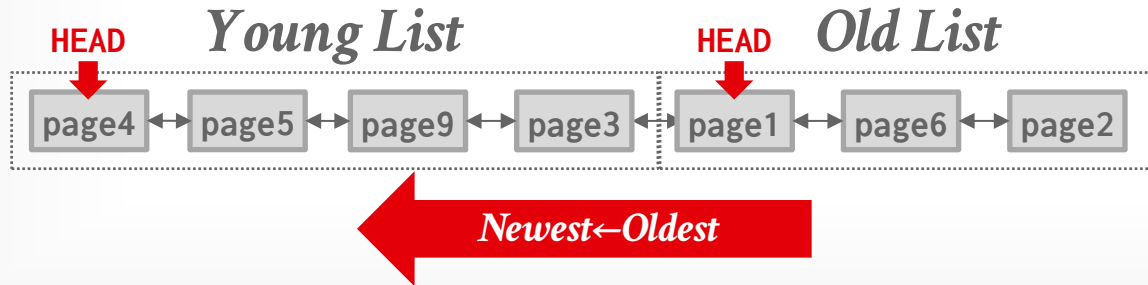 Young List
Old List
HEAD
HEAD
page4
page5
page9
page3
page1
page6
page2
Newest←Oldest